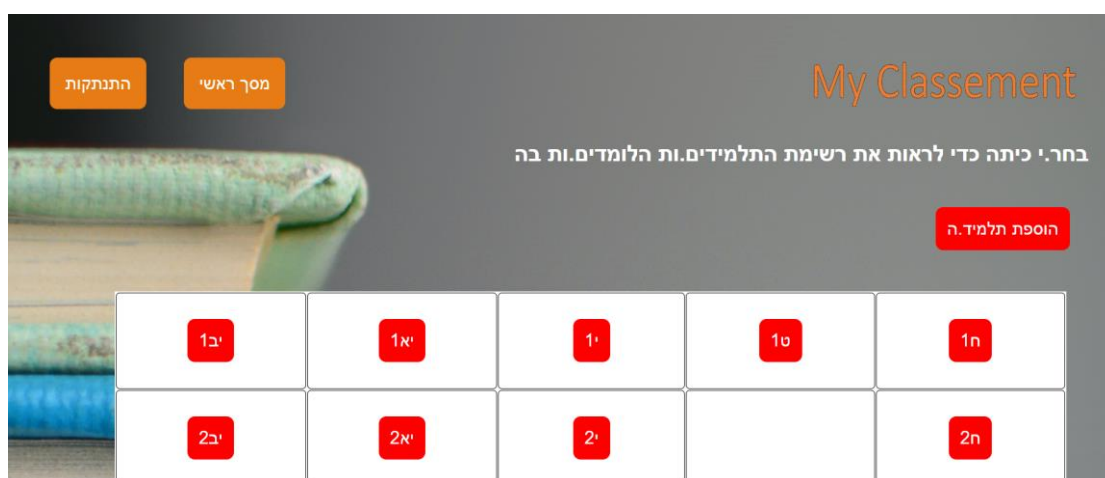 My Classement
מסך ראשי
התנתקות
בחר.י כיתה כדי לראות את רשימת התלמידים.ות הלומדים.ות בה
הוספת תלמיד.ה
ח1 ט1 י1 יא1 יב1
ח2 י2 יא2 יב2